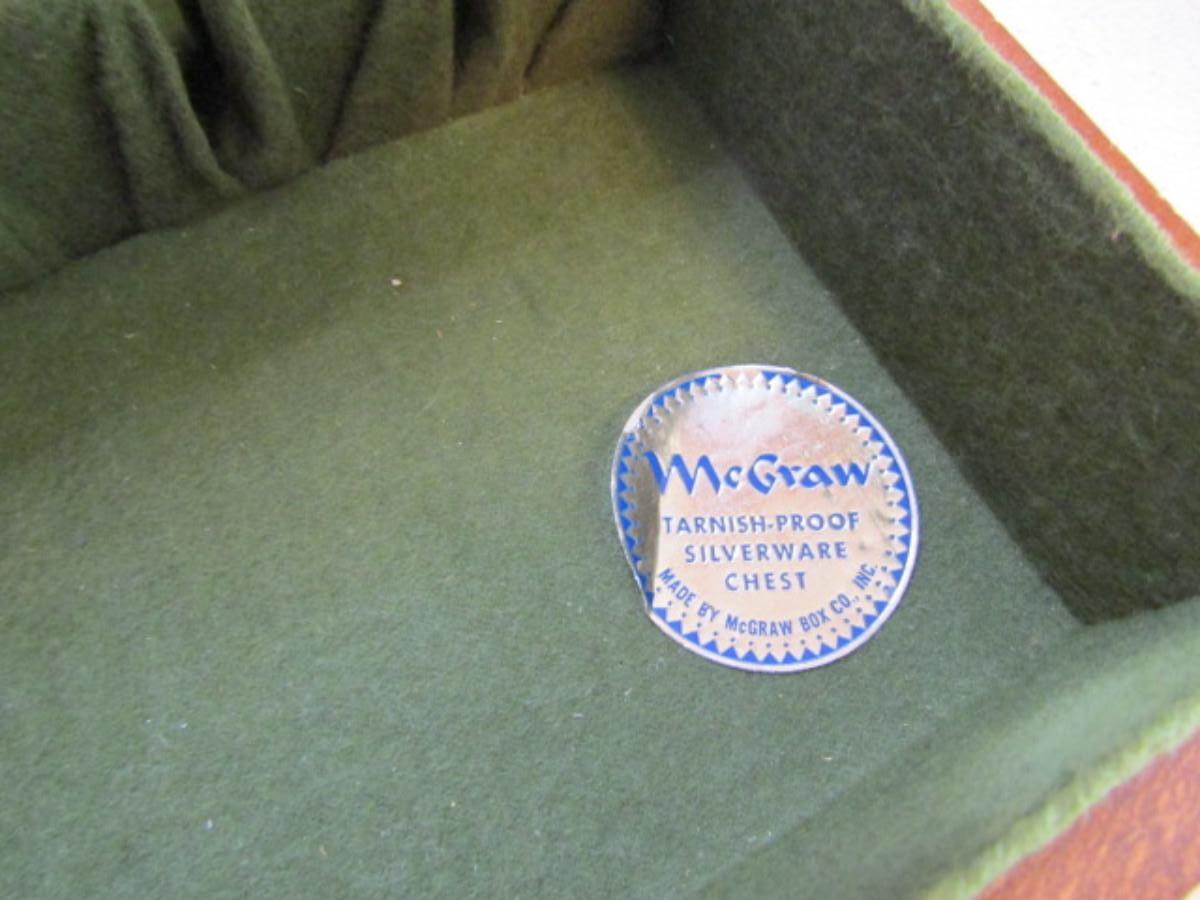 McGraw
TARNISH-PROOF
SILVERWARE
CHEST
MADE BY McGRAW BOX CO., INC.